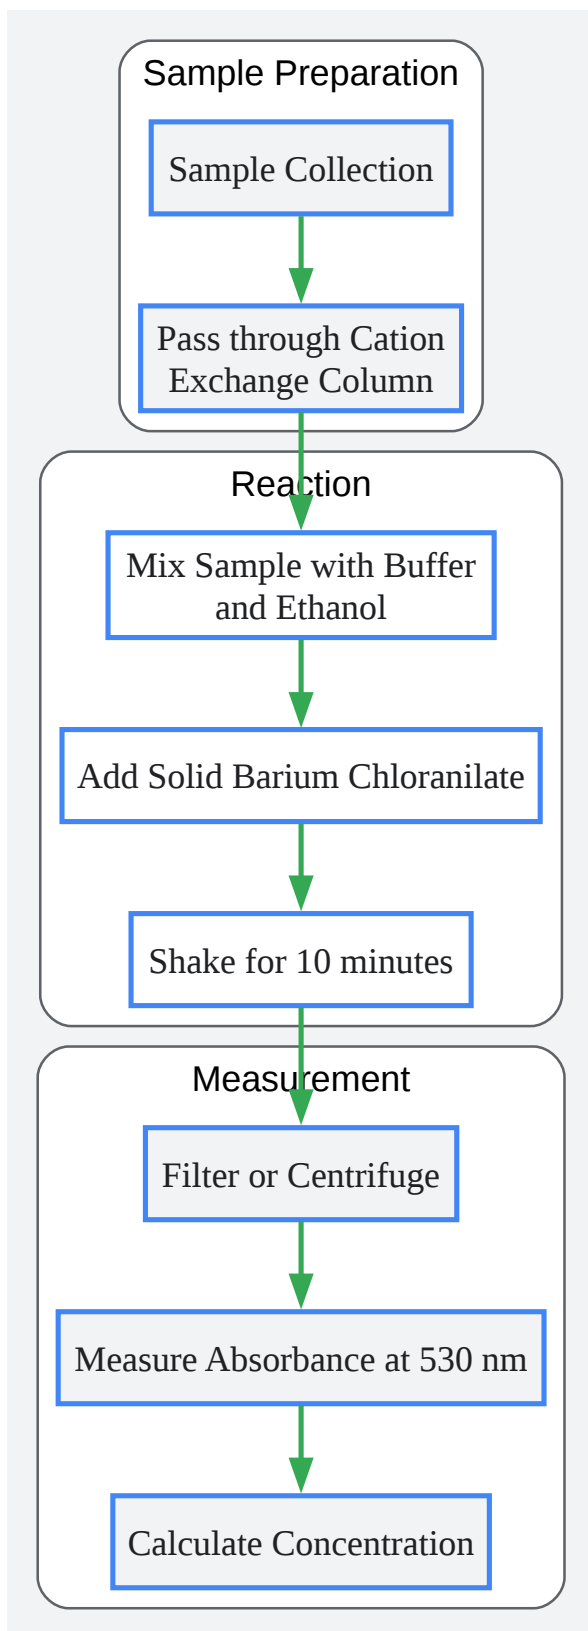 Sample Preparation
Sample Collection
Pass through Cation
Exchange Column
Reaction
Mix Sample with Buffer
and Ethanol
Add Solid Barium Chloranilate
Shake for 10 minutes
Measurement
Filter or Centrifuge
Measure Absorbance at 530 nm
Calculate Concentration